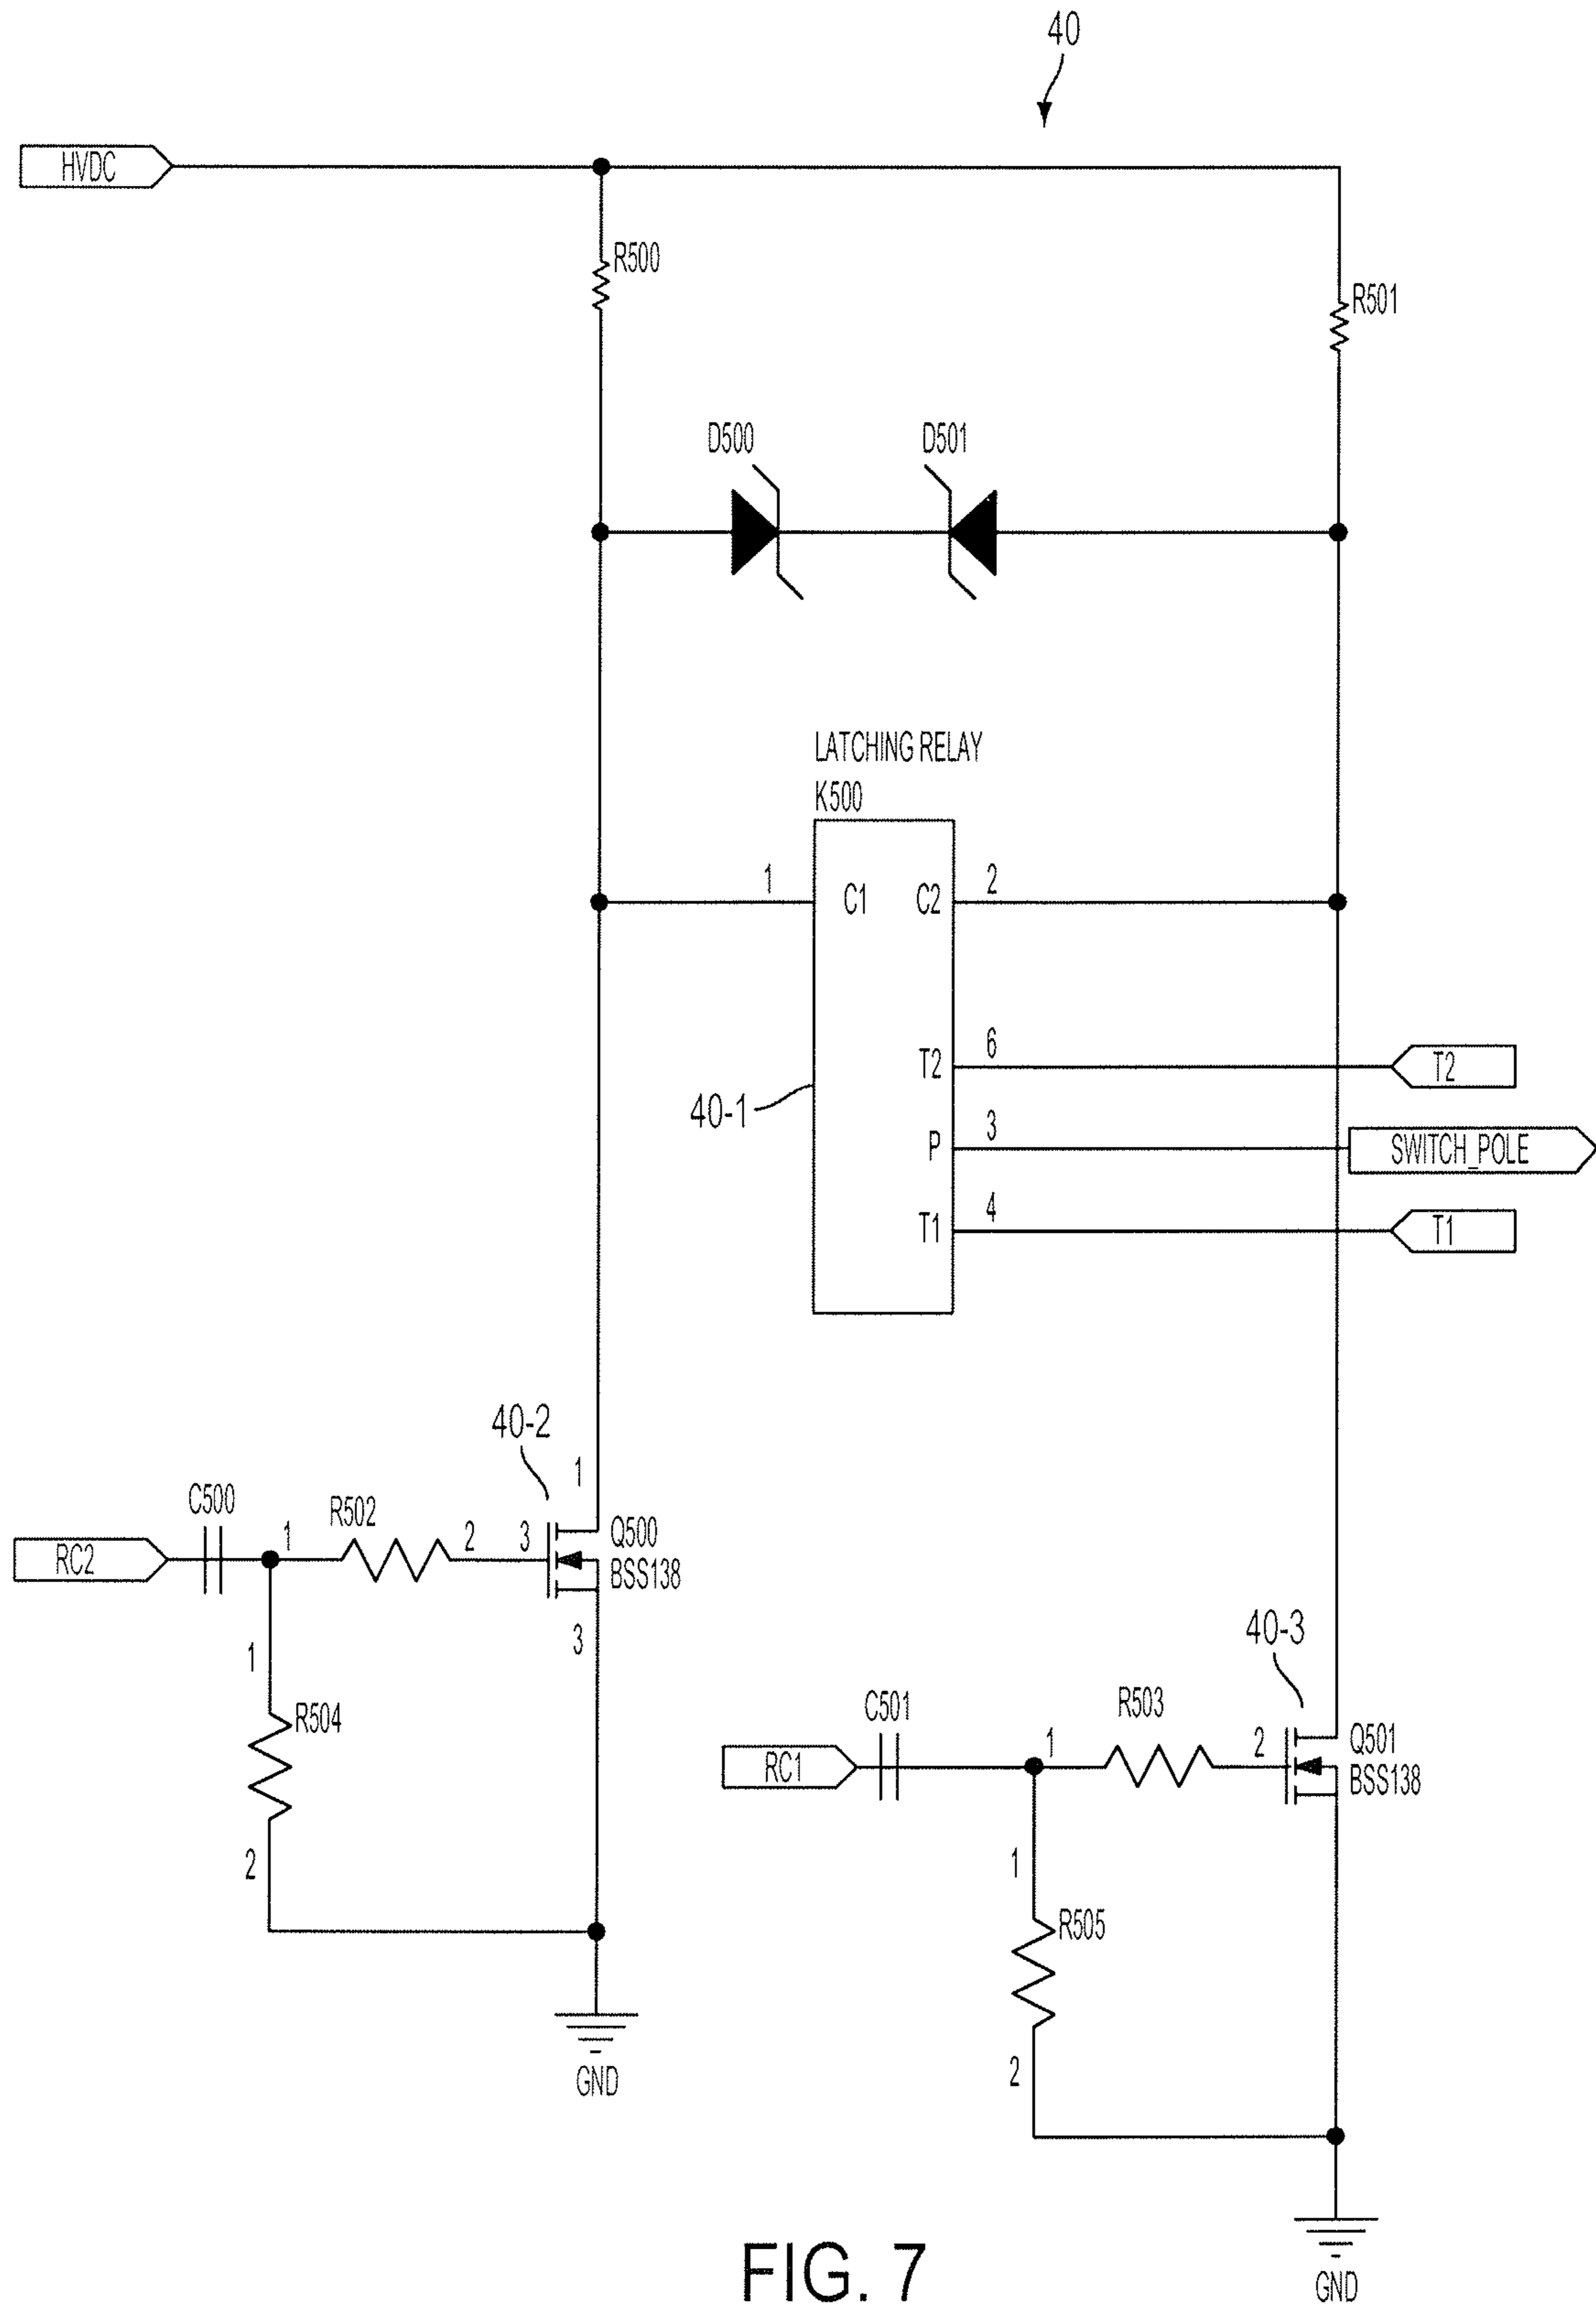 40
HVDC
R500
R501
D500
D501
LATCHING RELAY
K500
1
C1
C2
2
T2
6
T2
40-1
P
3
SWITCH_POLE
T1
4
T1
40-2
1
C500
R502
RC2
1
2
3
Q500
BSS138
3
1
R504
2
GND
40-3
C501
R503
RC1
1
2
Q501
BSS138
1
R505
2
GND
FIG. 7